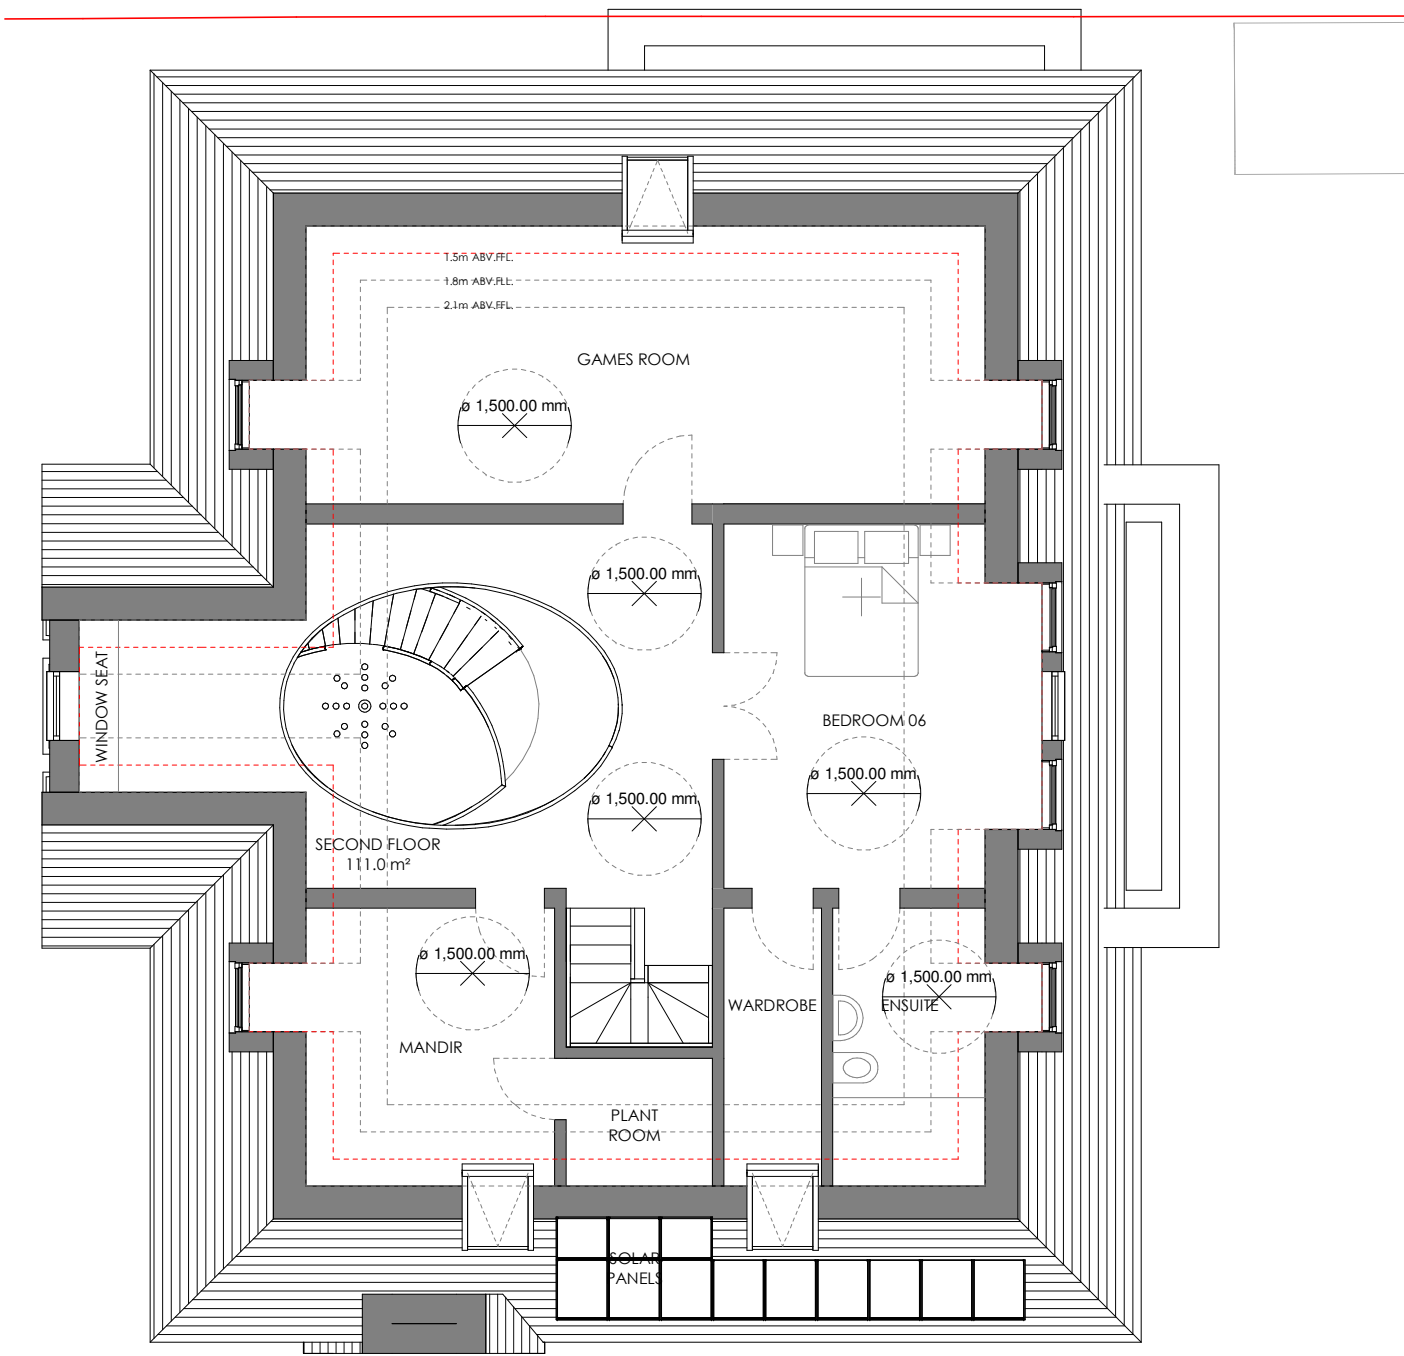 1.5m ABV.FFL.
1.8m ABV.FLL.
2.1m ABV.FFL.
GAMES ROOM
ø 1,500.00 mm
ø 1,500.00 mm
WINDOW SEAT
BEDROOM 06
ø 1,500.00 mm
ø 1,500.00 mm
SECOND FLOOR
111.0 m²
ø 1,500.00 mm
ø 1,500.00 mm
WARDROBE
ENSUITE
MANDIR
PLANT
ROOM
SOLAR
PANELS